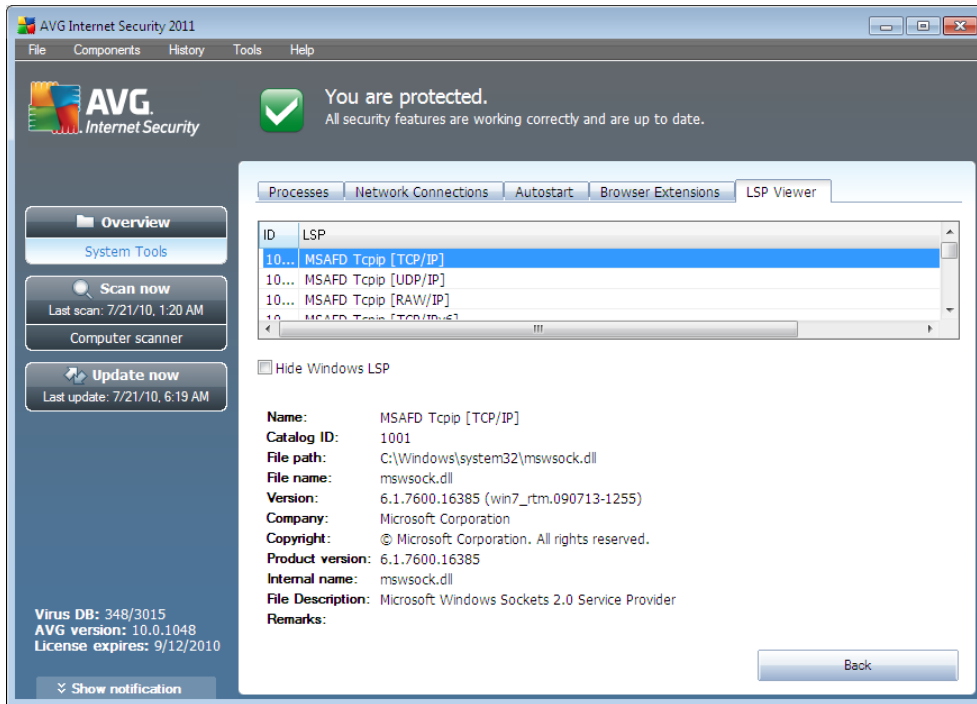 AVG Internet Security 2011
File Components History Tools Help
AVG.
Internet Security
You are protected.
All security features are working correctly and are up to date.
Processes Network Connections Autostart Browser Extensions LSP Viewer
Overview
System Tools
Scan now
Last scan: 7/21/10, 1:20 AM
Computer scanner
Update now
Last update: 7/21/10, 6:19 AM
ID LSP
10... MSAFD Tcpip [TCP/IP]
10... MSAFD Tcpip [UDP/IP]
10... MSAFD Tcpip [RAW/IP]
10... MSAFD Tcpip [TCP/IPv6]
Hide Windows LSP
Name: MSAFD Tcpip [TCP/IP]
Catalog ID: 1001
File path: C:\Windows\system32\mswsock.dll
File name: mswsock.dll
Version: 6.1.7600.16385 (win7_rtm.090713-1255)
Company: Microsoft Corporation
Copyright: © Microsoft Corporation. All rights reserved.
Product version: 6.1.7600.16385
Internal name: mswsock.dll
File Description: Microsoft Windows Sockets 2.0 Service Provider
Remarks:
Virus DB: 348/3015
AVG version: 10.0.1048
License expires: 9/12/2010
Show notification
Back